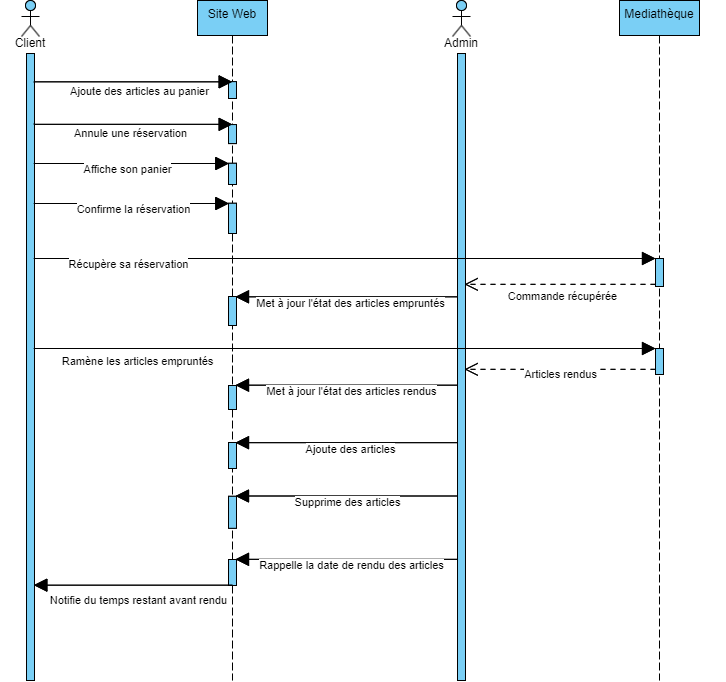 Client
Site Web
Admin
Mediathèque
Ajoute des articles au panier
Annule une réservation
Affiche son panier
Confirme la réservation
Récupère sa réservation
Commande récupérée
Met à jour l'état des articles empruntés
Ramène les articles empruntés
Articles rendus
Met à jour l'état des articles rendus
Ajoute des articles
Supprime des articles
Rappelle la date de rendu des articles
Notifie du temps restant avant rendu